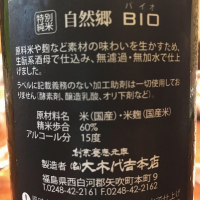 特別純米 自然郷 BIO
バイオ
原料米や麹など素材の味わいを生かすため、
生酛系酒母で仕込み、無濾過・無加水で仕上
げました。
ラベルに記載義務のない加工助剤は一切使用して
おりません(酵素剤、醸造乳酸、オリ下剤など)
原材料名 米(国産)・米麹(国産米)
精米歩合 60%
アルコール分 15度
創業慶応元年
製造者 ㈾大木代吉本店
福島県西白河郡矢吹町本町9
T.0248-42-2161 F.0248-42-2162